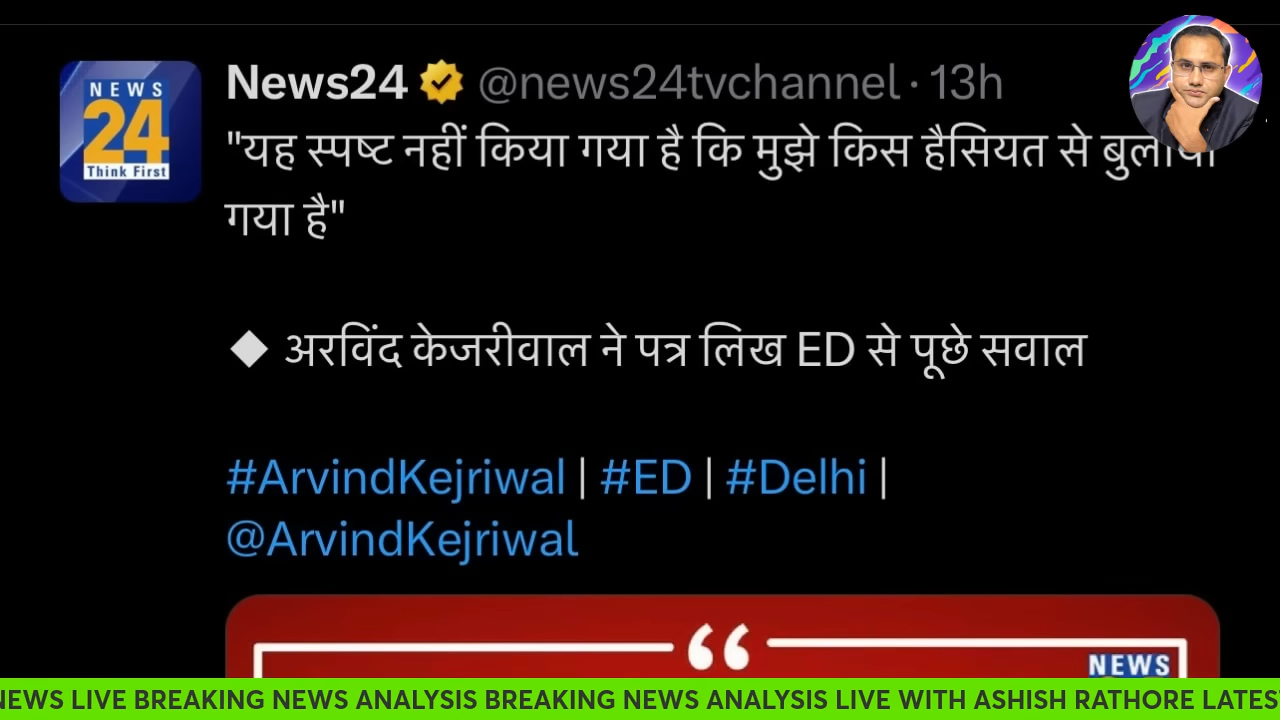 NEWS
24
Think First
News24 @news24tvchannel · 13h
"यह स्पष्ट नहीं किया गया है कि मुझे किस हैसियत से बुलाया
गया है"
◆ अरविंद केजरीवाल ने पत्र लिख ED से पूछे सवाल
#ArvindKejriwal | #ED | #Delhi |
@ArvindKejriwal
“
NEWS
NEWS LIVE BREAKING NEWS ANALYSIS BREAKING NEWS ANALYSIS LIVE WITH ASHISH RATHORE LATES